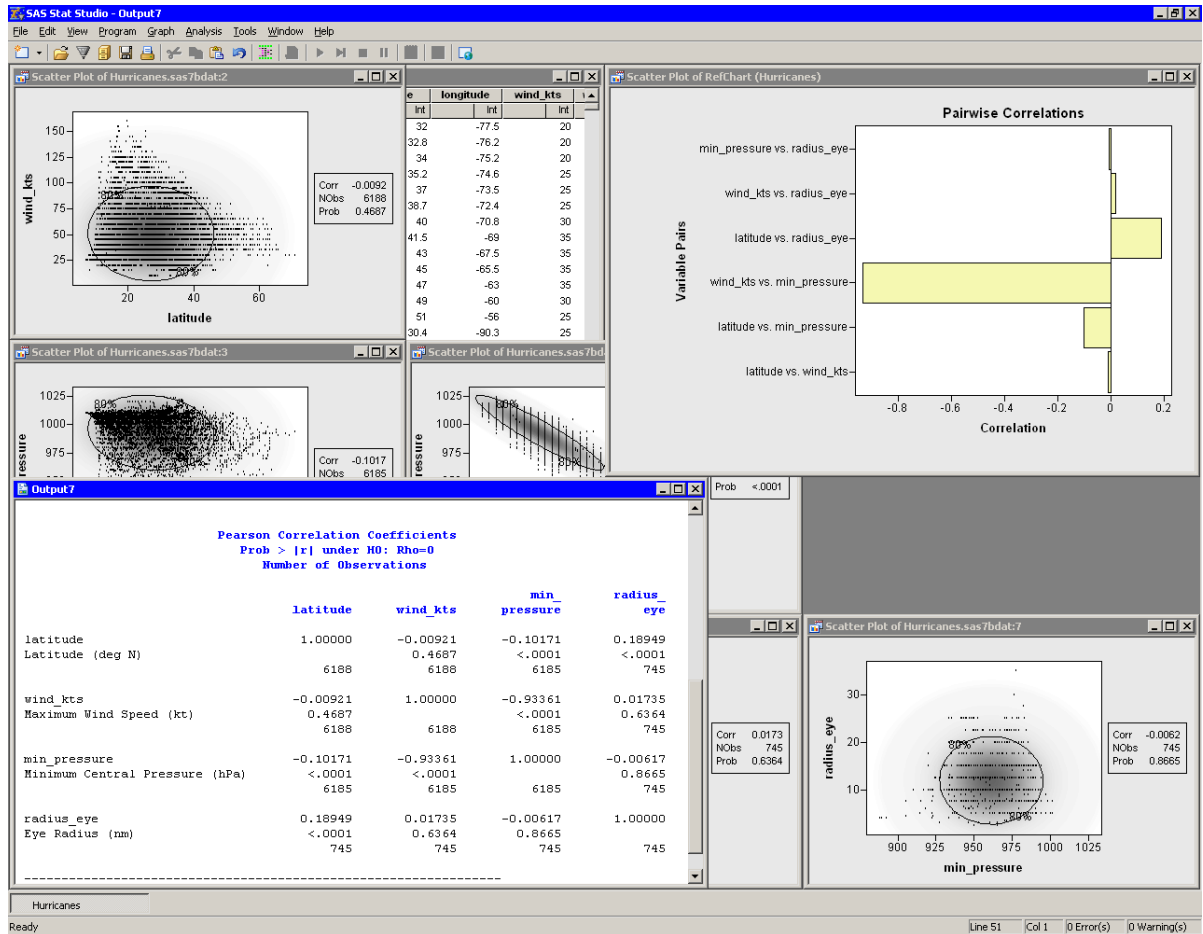 SAS Stat Studio - Output7
File Edit View Program Graph Analysis Tools Window Help
Scatter Plot of Hurricanes.sas7bdat:2
150
125
100
75
50
25
wind_kts
80%
80%
20 40 60
latitude
Corr -0.0092
NObs 6188
Prob 0.4687
e longitude wind_kts
Int Int Int
32 -77.5 20
32.8 -76.2 20
34 -75.2 20
35.2 -74.6 25
37 -73.5 25
38.7 -72.4 25
40 -70.8 30
41.5 -69 35
43 -67.5 35
45 -65.5 35
47 -63 35
49 -60 30
51 -56 25
30.4 -90.3 25
Scatter Plot of RefChart (Hurricanes)
Pairwise Correlations
Variable Pairs
min_pressure vs. radius_eye
wind_kts vs. radius_eye
latitude vs. radius_eye
wind_kts vs. min_pressure
latitude vs. min_pressure
latitude vs. wind_kts
-0.8 -0.6 -0.4 -0.2 0 0.2
Correlation
Scatter Plot of Hurricanes.sas7bdat:3
1025
1000
975
ressure
80%
Corr -0.1017
NObs 6185
Scatter Plot of Hurricanes.sas7bd
1025
1000
975
ressure
80%
80%
Prob <.0001
Output7
Pearson Correlation Coefficients
Prob > |r| under H0: Rho=0
Number of Observations
min_ radius_
latitude wind_kts pressure eye
latitude 1.00000 -0.00921 -0.10171 0.18949
Latitude (deg N) 0.4687 <.0001 <.0001
6188 6188 6185 745
wind_kts -0.00921 1.00000 -0.93361 0.01735
Maximum Wind Speed (kt) 0.4687 <.0001 0.6364
6188 6188 6185 745
min_pressure -0.10171 -0.93361 1.00000 -0.00617
Minimum Central Pressure (hPa) <.0001 <.0001 0.8665
6185 6185 6185 745
radius_eye 0.18949 0.01735 -0.00617 1.00000
Eye Radius (nm) <.0001 0.6364 0.8665
745 745 745 745
Corr 0.0173
NObs 745
Prob 0.6364
Scatter Plot of Hurricanes.sas7bdat:7
30
20
10
radius_eye
80%
80%
900 925 950 975 1000 1025
min_pressure
Corr -0.0062
NObs 745
Prob 0.8665
Hurricanes
Ready
Line 51 Col 1 0 Error(s) 0 Warning(s)